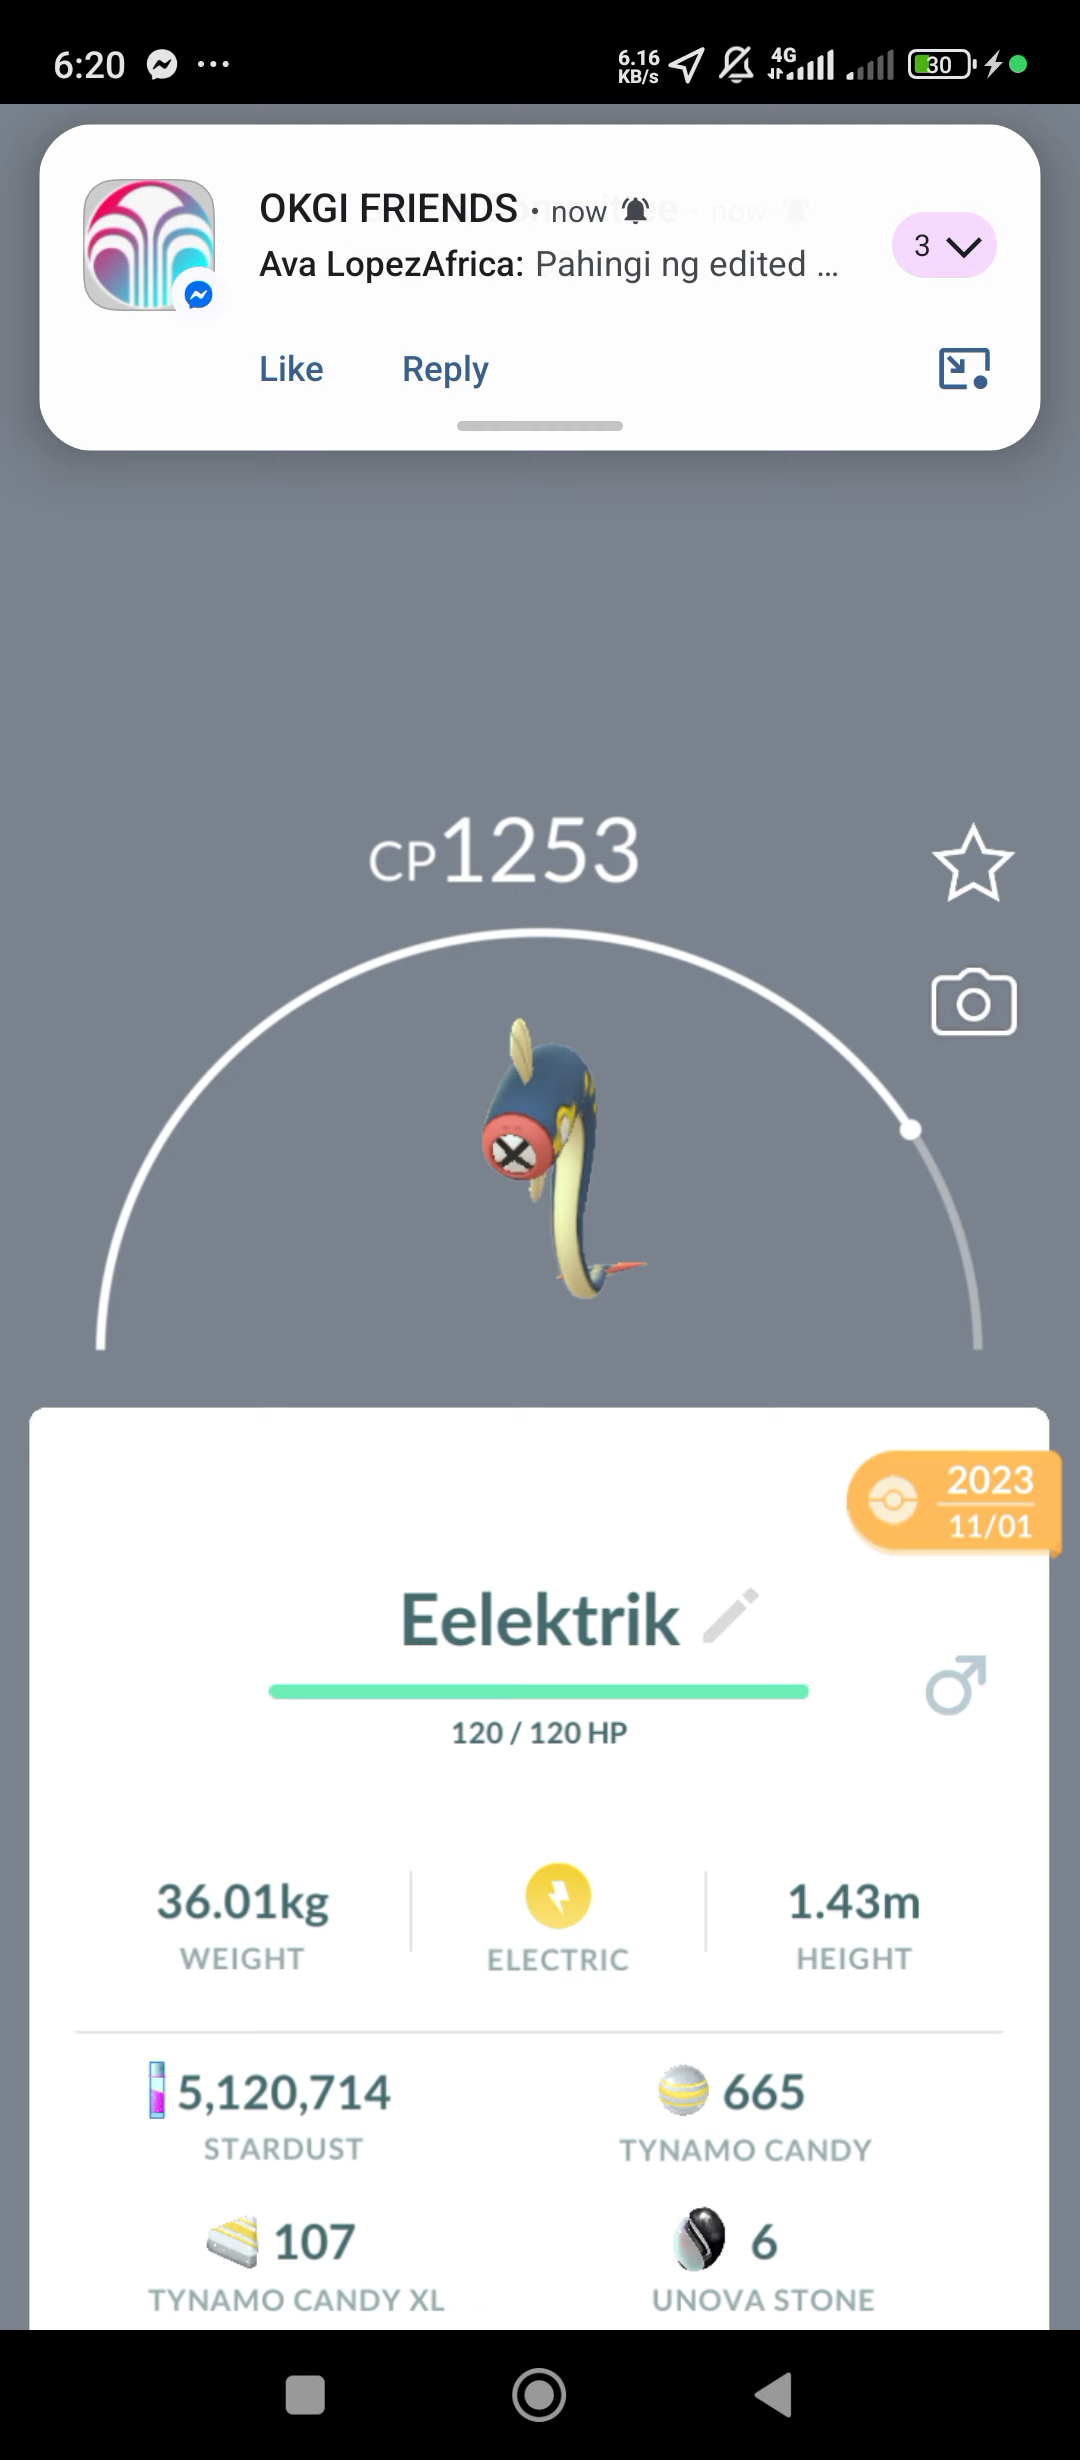 6:20 ...
6.16 KB/s 4G 30
OKGI FRIENDS · now
Ava LopezAfrica: Pahingi ng edited ...
3
Like Reply
CP1253
2023
11/01
Eelektrik
120 / 120 HP
36.01kg
WEIGHT
ELECTRIC
1.43m
HEIGHT
5,120,714
STARDUST
665
TYNAMO CANDY
107
TYNAMO CANDY XL
6
UNOVA STONE